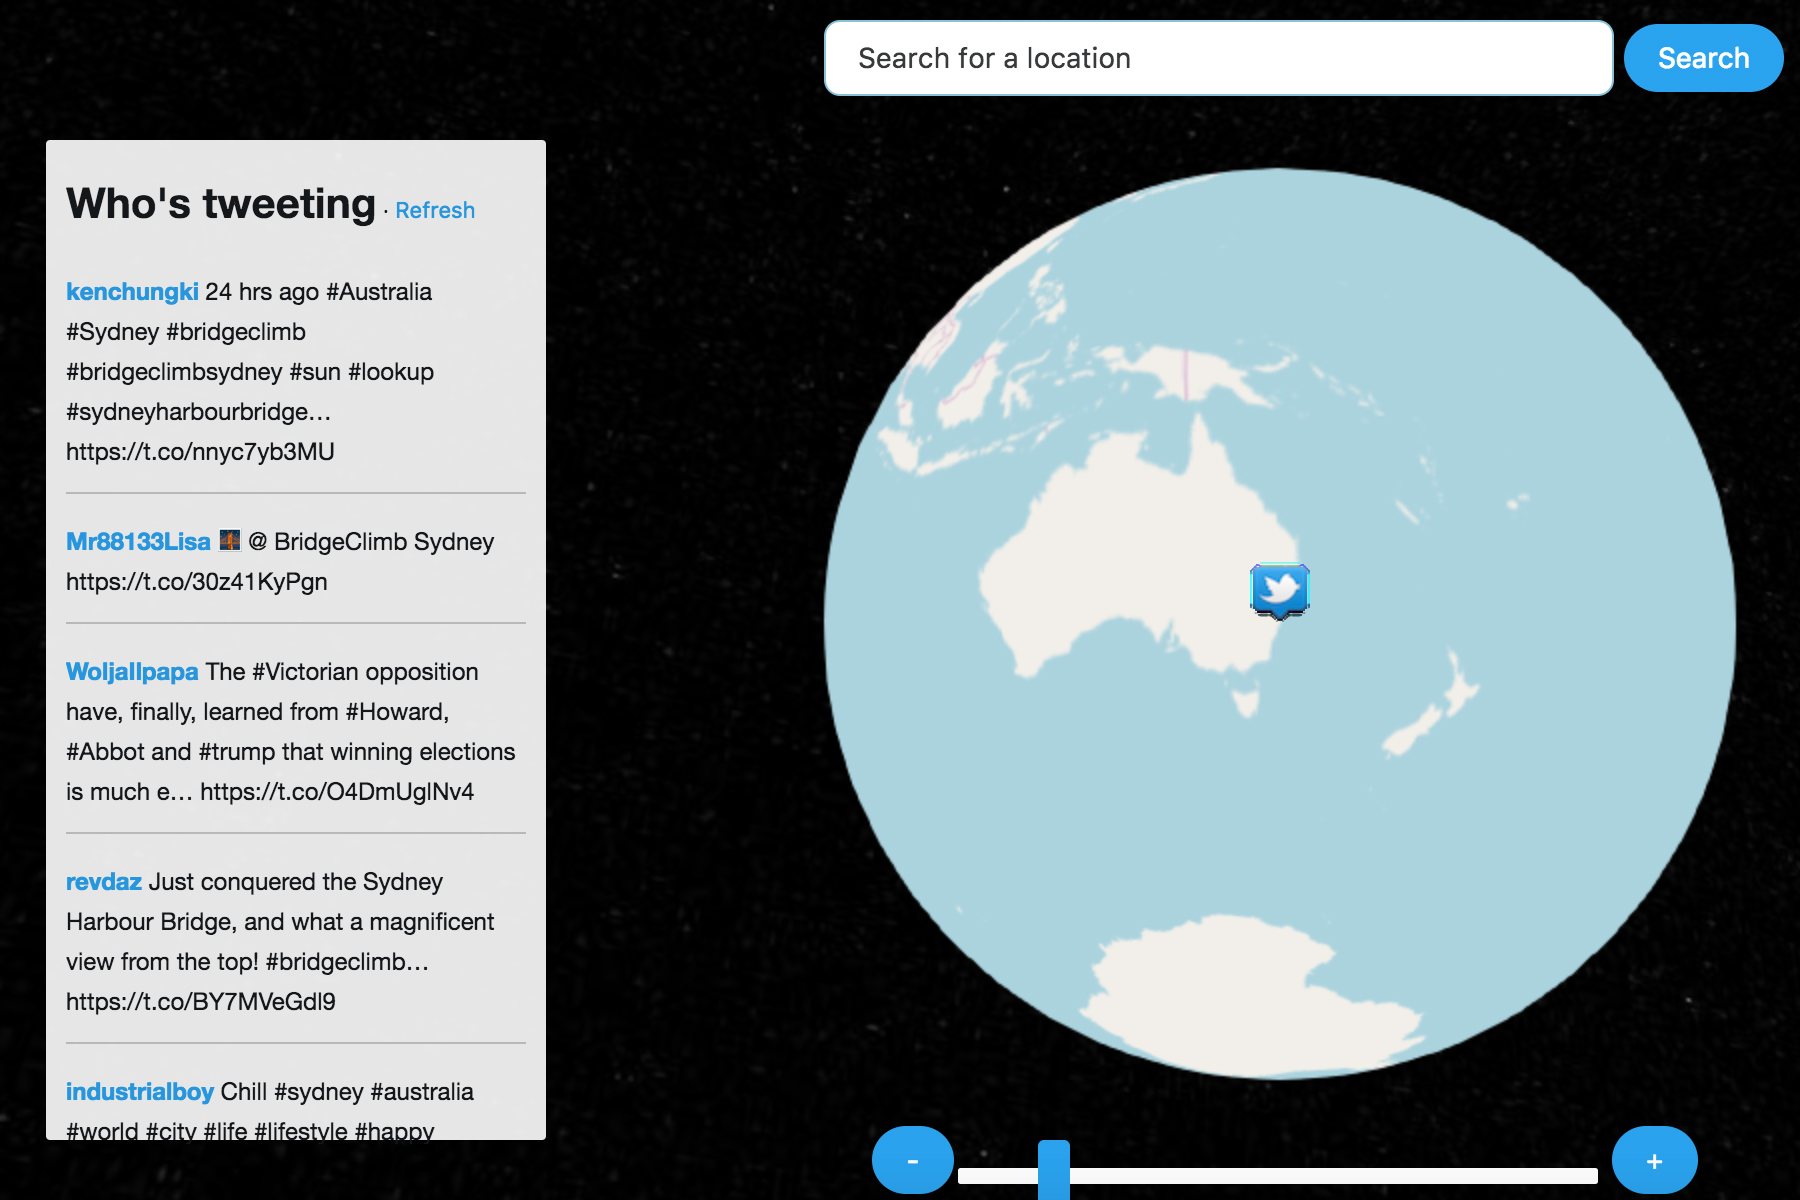 Search for a location
Search
Who's tweeting · Refresh
kenchungki 24 hrs ago #Australia
#Sydney #bridgeclimb
#bridgeclimbsydney #sun #lookup
#sydneyharbourbridge…
https://t.co/nnyc7yb3MU
Mr88133Lisa @ BridgeClimb Sydney
https://t.co/30z41KyPgn
Woljallpapa The #Victorian opposition
have, finally, learned from #Howard,
#Abbot and #trump that winning elections
is much e… https://t.co/O4DmUglNv4
revdaz Just conquered the Sydney
Harbour Bridge, and what a magnificent
view from the top! #bridgeclimb…
https://t.co/BY7MVeGdl9
industrialboy Chill #sydney #australia
#world #city #life #lifestyle #happy
-
+